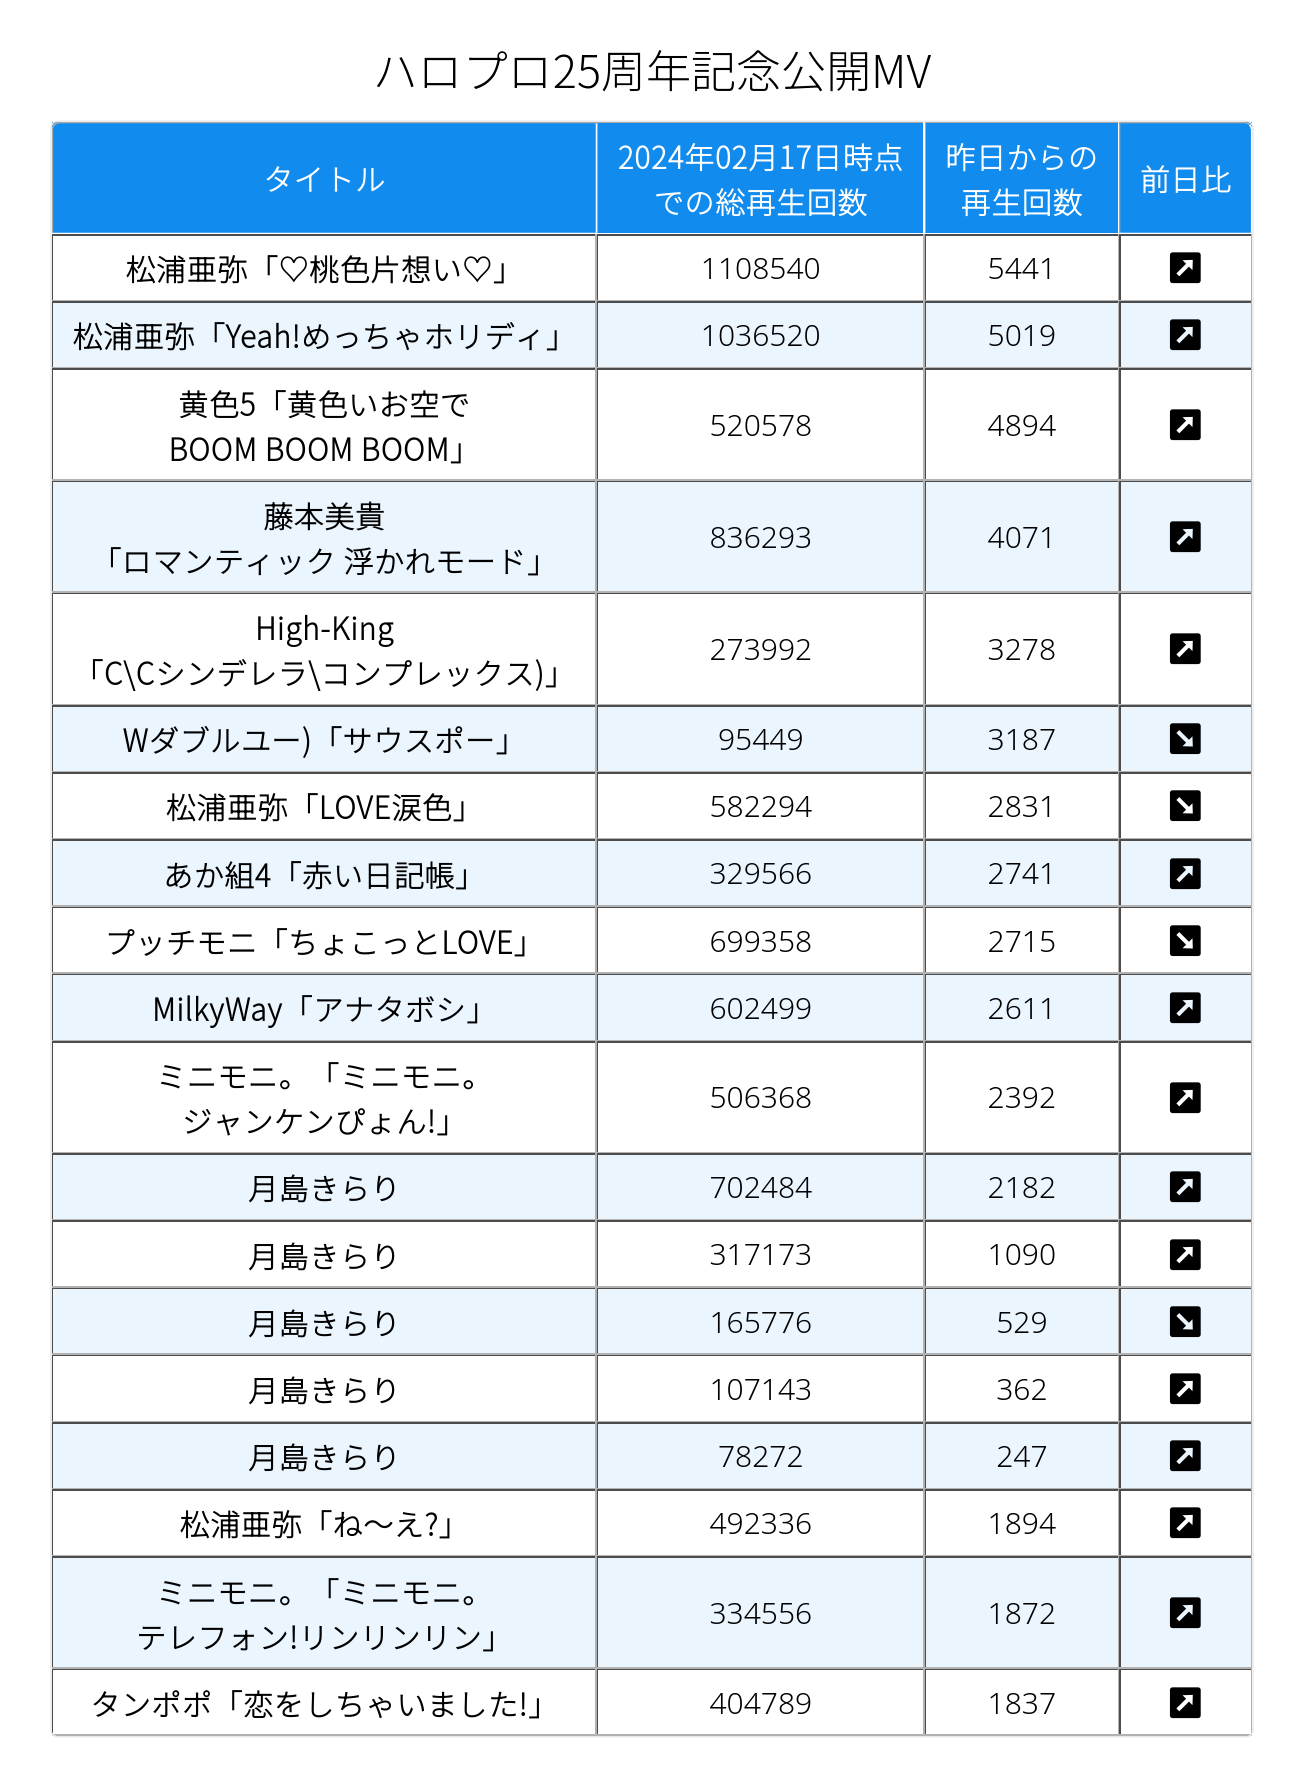 ハロプロ25周年記念公開MV
タイトル
2024年02月17日時点
での総再生回数
昨日からの
再生回数
前日比
松浦亜弥「♡桃色片想い♡」
1108540
5441
松浦亜弥「Yeah!めっちゃホリディ」
1036520
5019
黄色5「黄色いお空で
BOOM BOOM BOOM」
520578
4894
藤本美貴
「ロマンティック 浮かれモード」
836293
4071
High-King
「C\Cシンデレラ\コンプレックス)」
273992
3278
Wダブルユー)「サウスポー」
95449
3187
松浦亜弥「LOVE涙色」
582294
2831
あか組4「赤い日記帳」
329566
2741
プッチモニ「ちょこっとLOVE」
699358
2715
MilkyWay「アナタボシ」
602499
2611
ミニモニ。「ミニモニ。
ジャンケンぴょん!」
506368
2392
月島きらり
702484
2182
月島きらり
317173
1090
月島きらり
165776
529
月島きらり
107143
362
月島きらり
78272
247
松浦亜弥「ね〜え?」
492336
1894
ミニモニ。「ミニモニ。
テレフォン!リンリンリン」
334556
1872
タンポポ「恋をしちゃいました!」
404789
1837